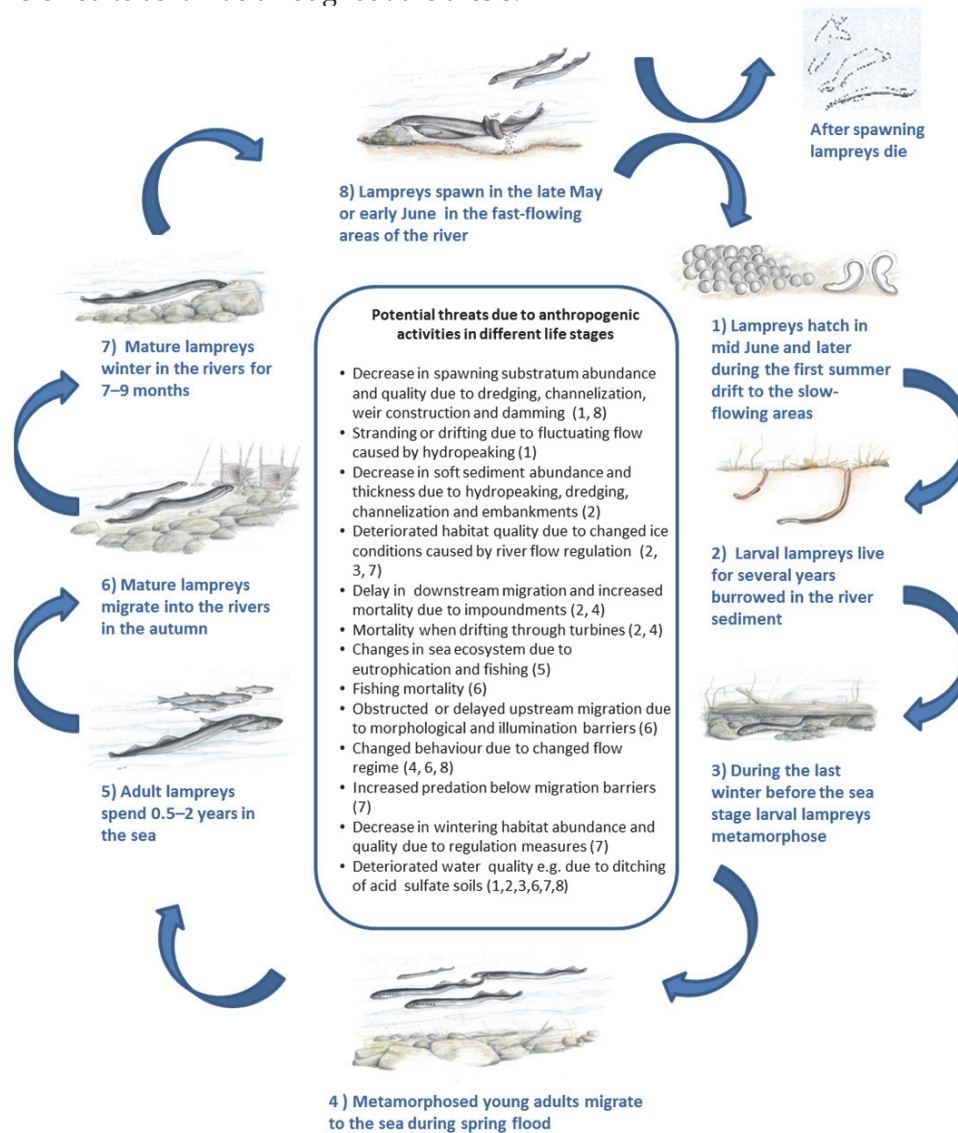 After spawning
lampreys die
8) Lampreys spawn in the late May
or early June in the fast-flowing
areas of the river
1) Lampreys hatch in
mid June and later
during the first summer
drift to the slow-
flowing areas
2) Larval lampreys live
for several years
burrowed in the river
sediment
3) During the last
winter before the sea
stage larval lampreys
metamorphose
4 ) Metamorphosed young adults migrate
to the sea during spring flood
5) Adult lampreys
spend 0.5–2 years in
the sea
6) Mature lampreys
migrate into the rivers
in the autumn
7) Mature lampreys
winter in the rivers for
7–9 months
Potential threats due to anthropogenic
activities in different life stages
• Decrease in spawning substratum abundance
and quality due to dredging, channelization,
weir construction and damming (1, 8)
• Stranding or drifting due to fluctuating flow
caused by hydropeaking (1)
• Decrease in soft sediment abundance and
thickness due to hydropeaking, dredging,
channelization and embankments (2)
• Deteriorated habitat quality due to changed ice
conditions caused by river flow regulation (2,
3, 7)
• Delay in downstream migration and increased
mortality due to impoundments (2, 4)
• Mortality when drifting through turbines (2, 4)
• Changes in sea ecosystem due to
eutrophication and fishing (5)
• Fishing mortality (6)
• Obstructed or delayed upstream migration due
to morphological and illumination barriers (6)
• Changed behaviour due to changed flow
regime (4, 6, 8)
• Increased predation below migration barriers
(7)
• Decrease in wintering habitat abundance and
quality due to regulation measures (7)
• Deteriorated water quality e.g. due to ditching
of acid sulfate soils (1,2,3,6,7,8)